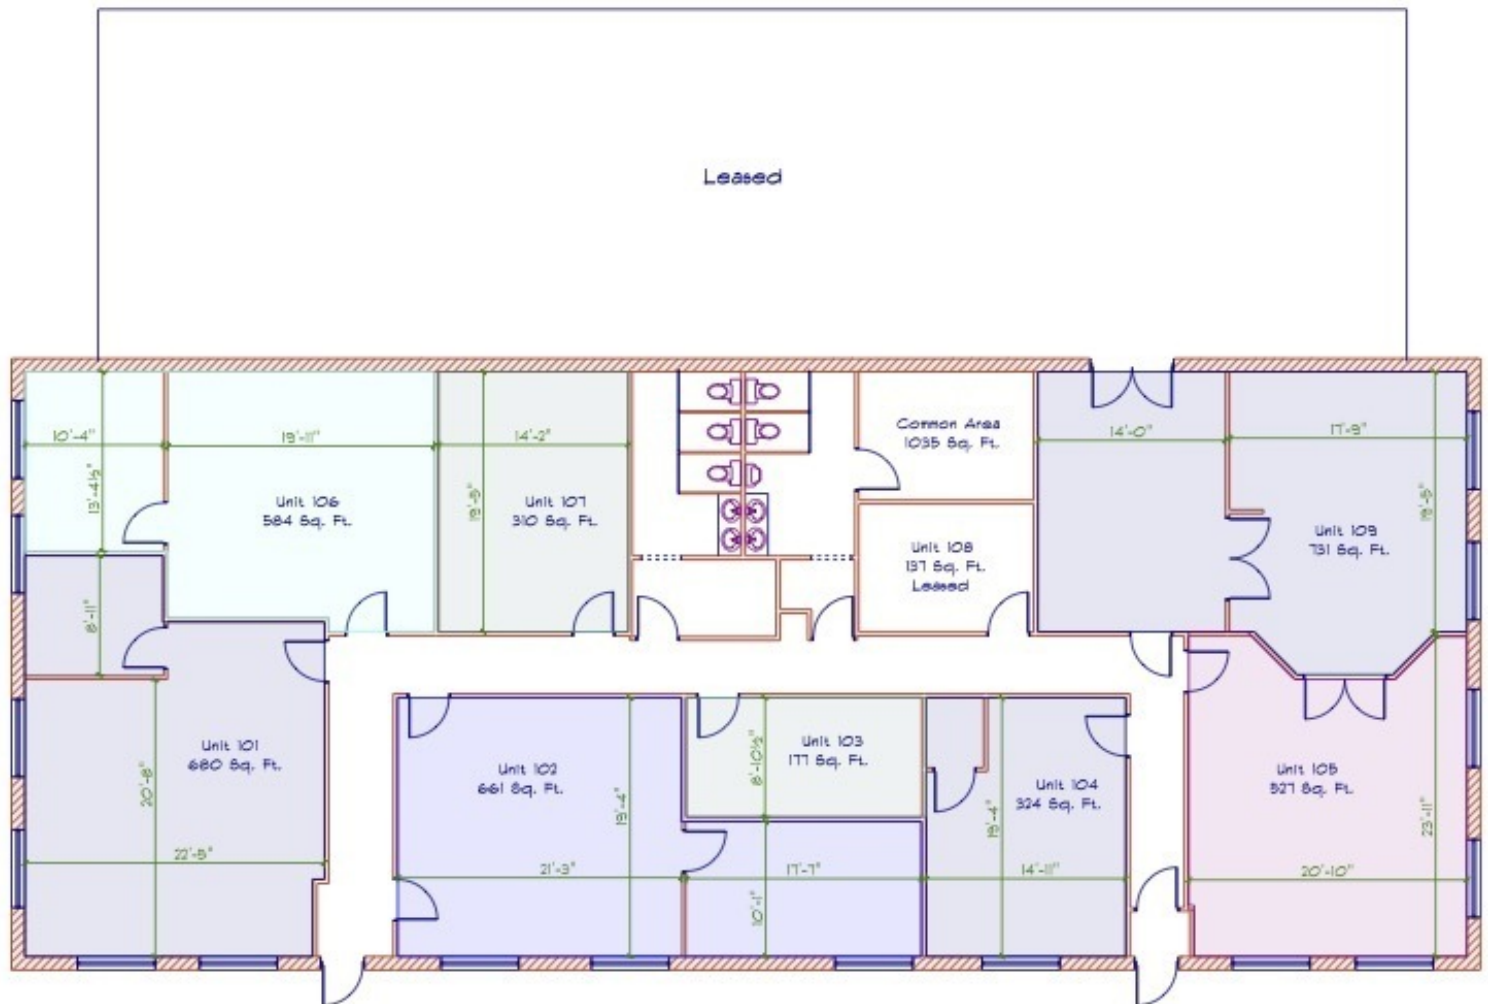 Leased
Common Area
1035 Sq. Ft.
10'-4"
19'-11"
14'-2"
14'-0"
17'-9"
13'-4½"
19'-5"
19'-5"
Unit 106
584 Sq. Ft.
Unit 107
310 Sq. Ft.
Unit 108
137 Sq. Ft.
Leased
Unit 109
731 Sq. Ft.
8'-11"
Unit 101
680 Sq. Ft.
20'-8"
22'-5"
Unit 102
661 Sq. Ft.
19'-4"
21'-3"
Unit 103
177 Sq. Ft.
8'-10½"
17'-7"
10'-1"
Unit 104
324 Sq. Ft.
19'-4"
14'-11"
Unit 105
527 Sq. Ft.
23'-11"
20'-10"